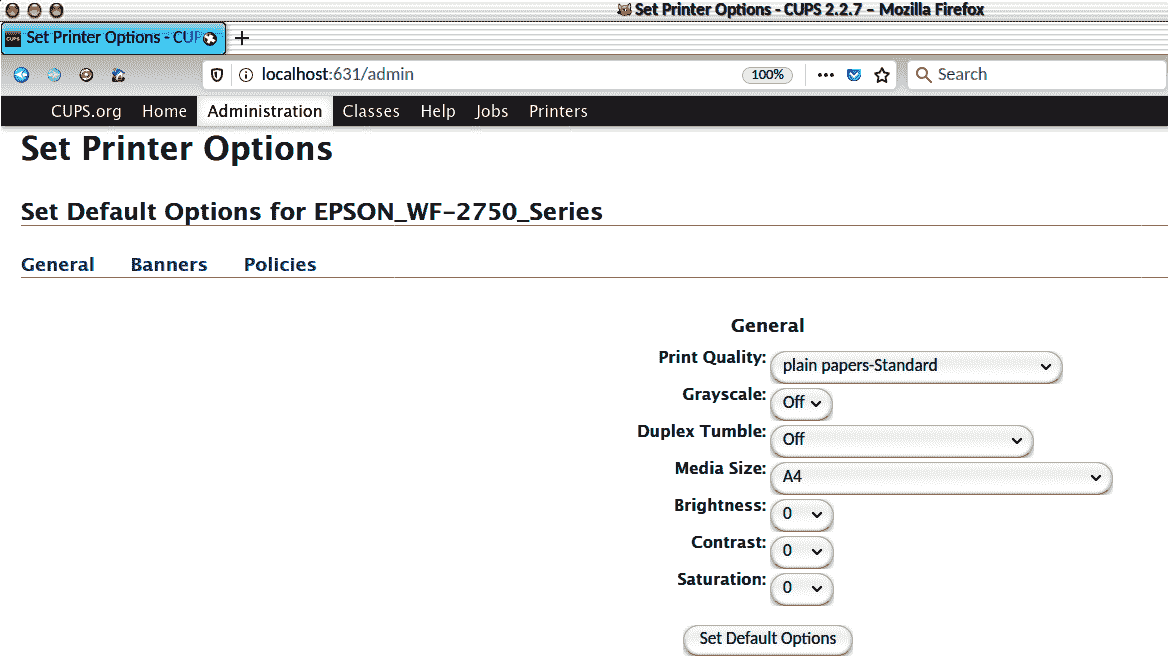 Set Printer Options - CUPS 2.2.7 – Mozilla Firefox
CUPS Set Printer Options - CUP
localhost:631/admin 100% Search
CUPS.org Home Administration Classes Help Jobs Printers
Set Printer Options
Set Default Options for EPSON_WF-2750_Series
General Banners Policies
General
Print Quality: plain papers-Standard
Grayscale: Off
Duplex Tumble: Off
Media Size: A4
Brightness: 0
Contrast: 0
Saturation: 0
Set Default Options